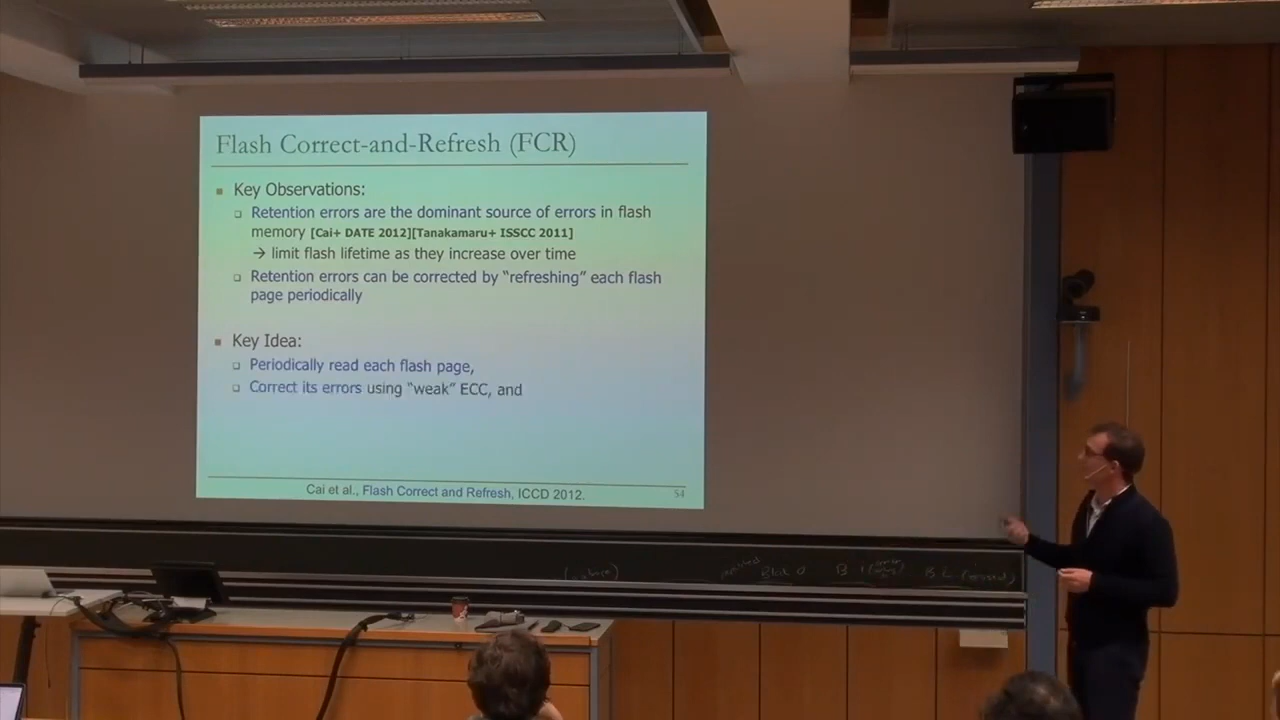 Flash Correct-and-Refresh (FCR)
Key Observations:
Retention errors are the dominant source of errors in flash
memory [Cai+ DATE 2012][Tanakamaru+ ISSCC 2011]
→ limit flash lifetime as they increase over time
Retention errors can be corrected by “refreshing” each flash
page periodically
Key Idea:
Periodically read each flash page,
Correct its errors using “weak” ECC, and
Cai et al., Flash Correct and Refresh, ICCD 2012.
54
Block 0